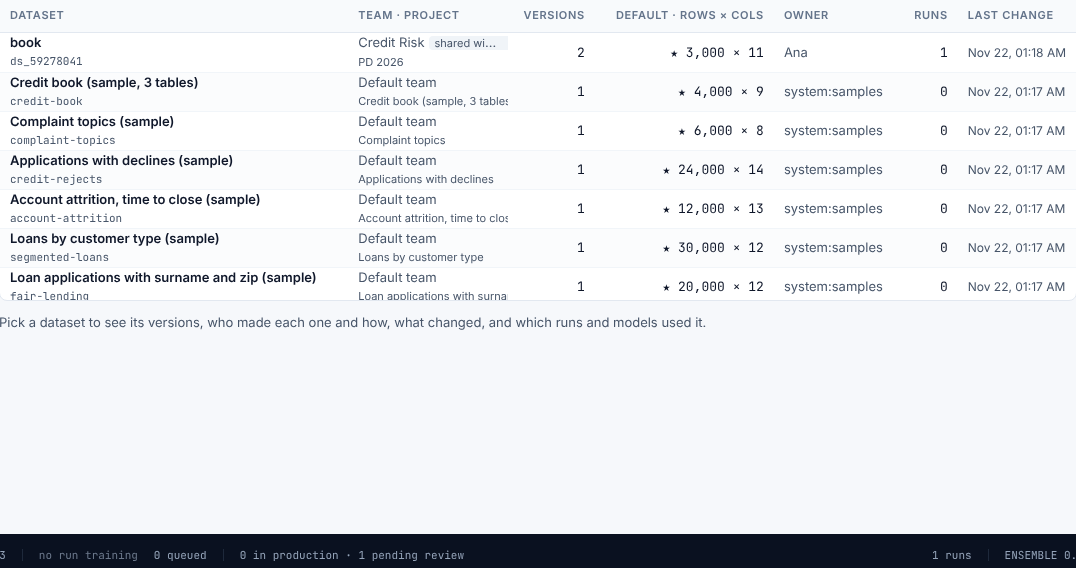 DATASET TEAM · PROJECT VERSIONS DEFAULT · ROWS × COLS OWNER RUNS LAST CHANGE
book Credit Risk shared wi... 2 ★ 3,000 × 11 Ana 1 Nov 22, 01:18 AM
ds_59278041 PD 2026
Credit book (sample, 3 tables) Default team 1 ★ 4,000 × 9 system:samples 0 Nov 22, 01:17 AM
credit-book Credit book (sample, 3 tables
Complaint topics (sample) Default team 1 ★ 6,000 × 8 system:samples 0 Nov 22, 01:17 AM
complaint-topics Complaint topics
Applications with declines (sample) Default team 1 ★ 24,000 × 14 system:samples 0 Nov 22, 01:17 AM
credit-rejects Applications with declines
Account attrition, time to close (sample) Default team 1 ★ 12,000 × 13 system:samples 0 Nov 22, 01:17 AM
account-attrition Account attrition, time to clos
Loans by customer type (sample) Default team 1 ★ 30,000 × 12 system:samples 0 Nov 22, 01:17 AM
segmented-loans Loans by customer type
Loan applications with surname and zip (sample) Default team 1 ★ 20,000 × 12 system:samples 0 Nov 22, 01:17 AM
fair-lending Loan applications with surna
Pick a dataset to see its versions, who made each one and how, what changed, and which runs and models used it.
3 no run training 0 queued 0 in production · 1 pending review 1 runs ENSEMBLE 0.